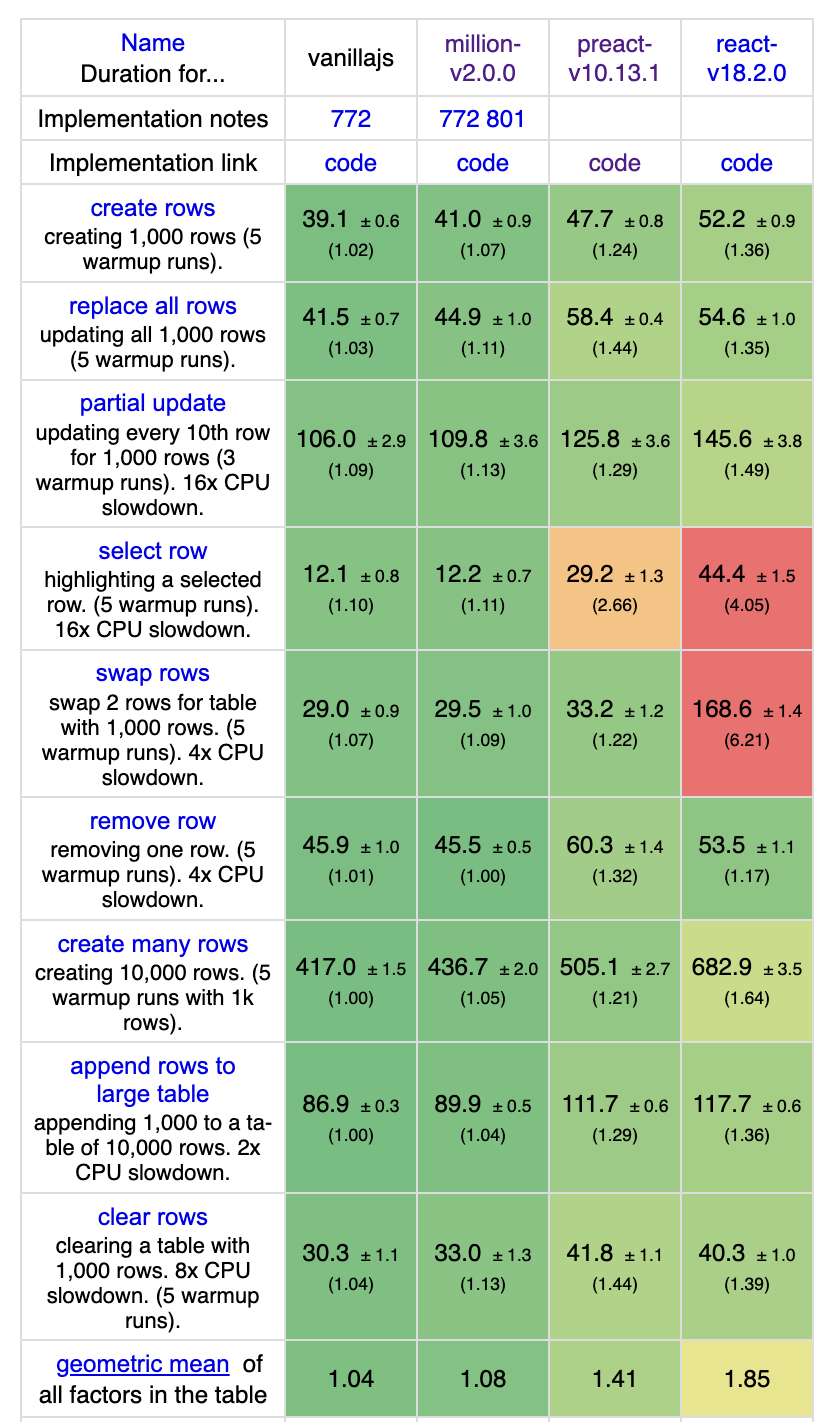 Name
Duration for...
vanillajs
million-
v2.0.0
preact-
v10.13.1
react-
v18.2.0
Implementation notes
772
772 801
Implementation link
code
code
code
code
create rows
creating 1,000 rows (5
warmup runs).
39.1 ± 0.6
(1.02)
41.0 ± 0.9
(1.07)
47.7 ± 0.8
(1.24)
52.2 ± 0.9
(1.36)
replace all rows
updating all 1,000 rows
(5 warmup runs).
41.5 ± 0.7
(1.03)
44.9 ± 1.0
(1.11)
58.4 ± 0.4
(1.44)
54.6 ± 1.0
(1.35)
partial update
updating every 10th row
for 1,000 rows (3
warmup runs). 16x CPU
slowdown.
106.0 ± 2.9
(1.09)
109.8 ± 3.6
(1.13)
125.8 ± 3.6
(1.29)
145.6 ± 3.8
(1.49)
select row
highlighting a selected
row. (5 warmup runs).
16x CPU slowdown.
12.1 ± 0.8
(1.10)
12.2 ± 0.7
(1.11)
29.2 ± 1.3
(2.66)
44.4 ± 1.5
(4.05)
swap rows
swap 2 rows for table
with 1,000 rows. (5
warmup runs). 4x CPU
slowdown.
29.0 ± 0.9
(1.07)
29.5 ± 1.0
(1.09)
33.2 ± 1.2
(1.22)
168.6 ± 1.4
(6.21)
remove row
removing one row. (5
warmup runs). 4x CPU
slowdown.
45.9 ± 1.0
(1.01)
45.5 ± 0.5
(1.00)
60.3 ± 1.4
(1.32)
53.5 ± 1.1
(1.17)
create many rows
creating 10,000 rows. (5
warmup runs with 1k
rows).
417.0 ± 1.5
(1.00)
436.7 ± 2.0
(1.05)
505.1 ± 2.7
(1.21)
682.9 ± 3.5
(1.64)
append rows to
large table
appending 1,000 to a ta-
ble of 10,000 rows. 2x
CPU slowdown.
86.9 ± 0.3
(1.00)
89.9 ± 0.5
(1.04)
111.7 ± 0.6
(1.29)
117.7 ± 0.6
(1.36)
clear rows
clearing a table with
1,000 rows. 8x CPU
slowdown. (5 warmup
runs).
30.3 ± 1.1
(1.04)
33.0 ± 1.3
(1.13)
41.8 ± 1.1
(1.44)
40.3 ± 1.0
(1.39)
geometric mean of
all factors in the table
1.04
1.08
1.41
1.85